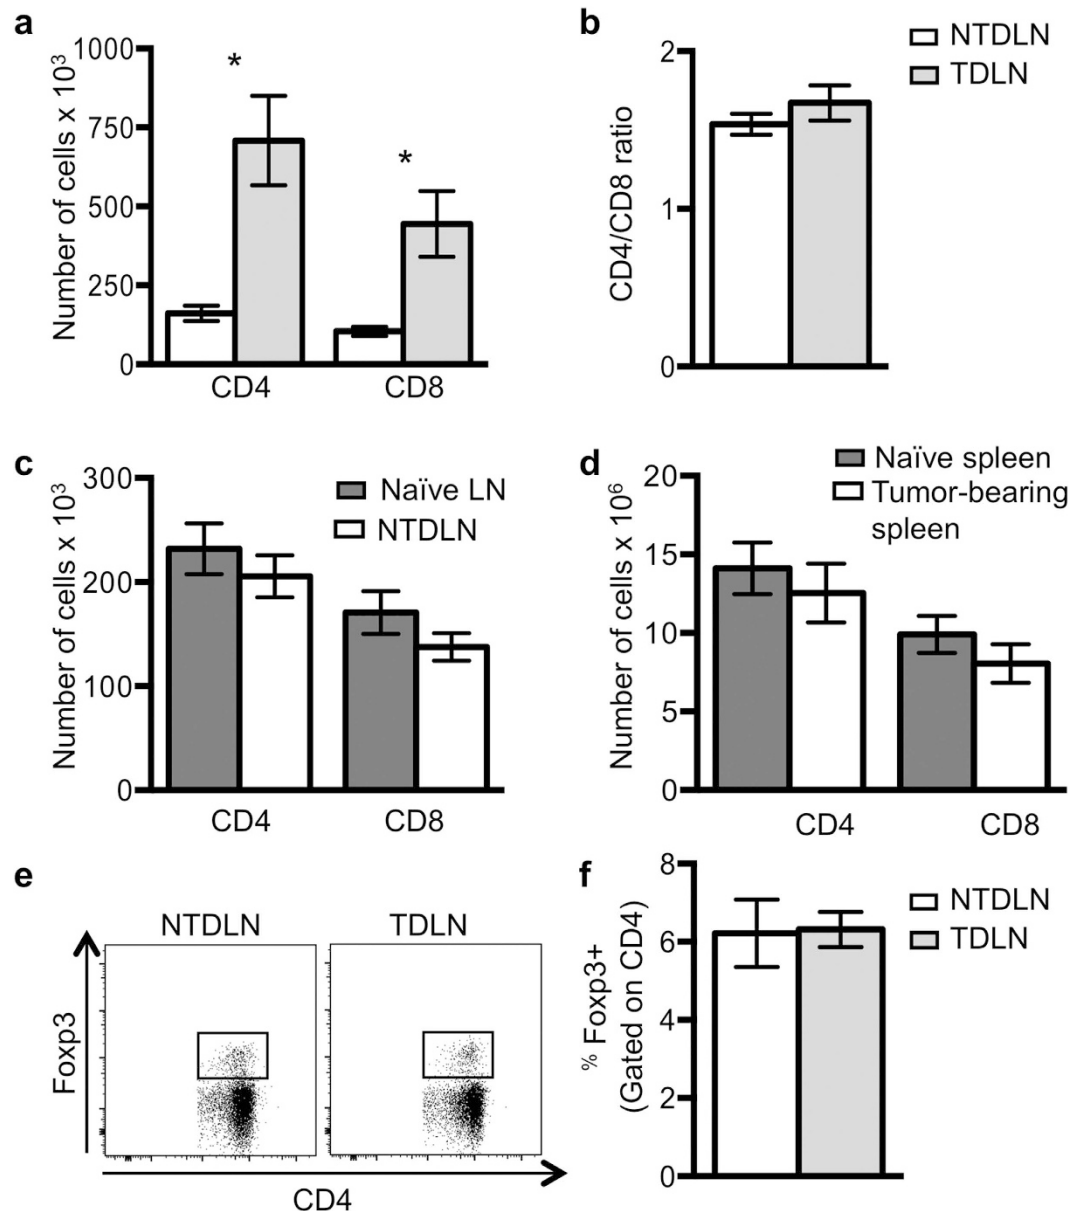 a
Number of cells x 10³
1000
750
500
250
0
*
*
CD4
CD8
b
CD4/CD8 ratio
2
1
0
NTDLN
TDLN
c
Number of cells x 10³
300
200
100
0
Naïve LN
NTDLN
CD4
CD8
d
Number of cells x 10⁶
20
15
10
5
0
Naïve spleen
Tumor-bearing
spleen
CD4
CD8
e
NTDLN
TDLN
Foxp3
CD4
f
% Foxp3+
(Gated on CD4)
8
6
4
2
0
NTDLN
TDLN